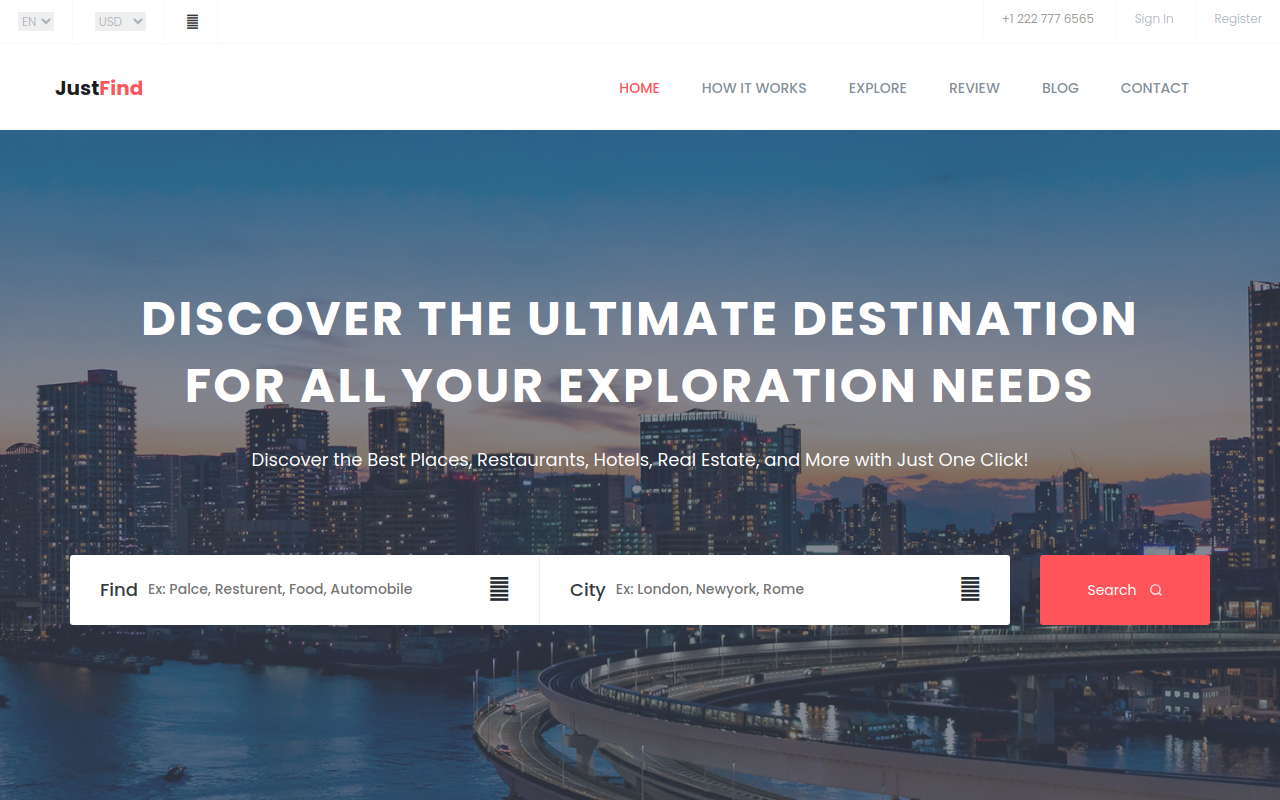 EN USD +1 222 777 6565 Sign In Register
JustFind HOME HOW IT WORKS EXPLORE REVIEW BLOG CONTACT
DISCOVER THE ULTIMATE DESTINATION
FOR ALL YOUR EXPLORATION NEEDS
Discover the Best Places, Restaurants, Hotels, Real Estate, and More with Just One Click!
Find Ex: Palce, Resturent, Food, Automobile City Ex: London, Newyork, Rome Search